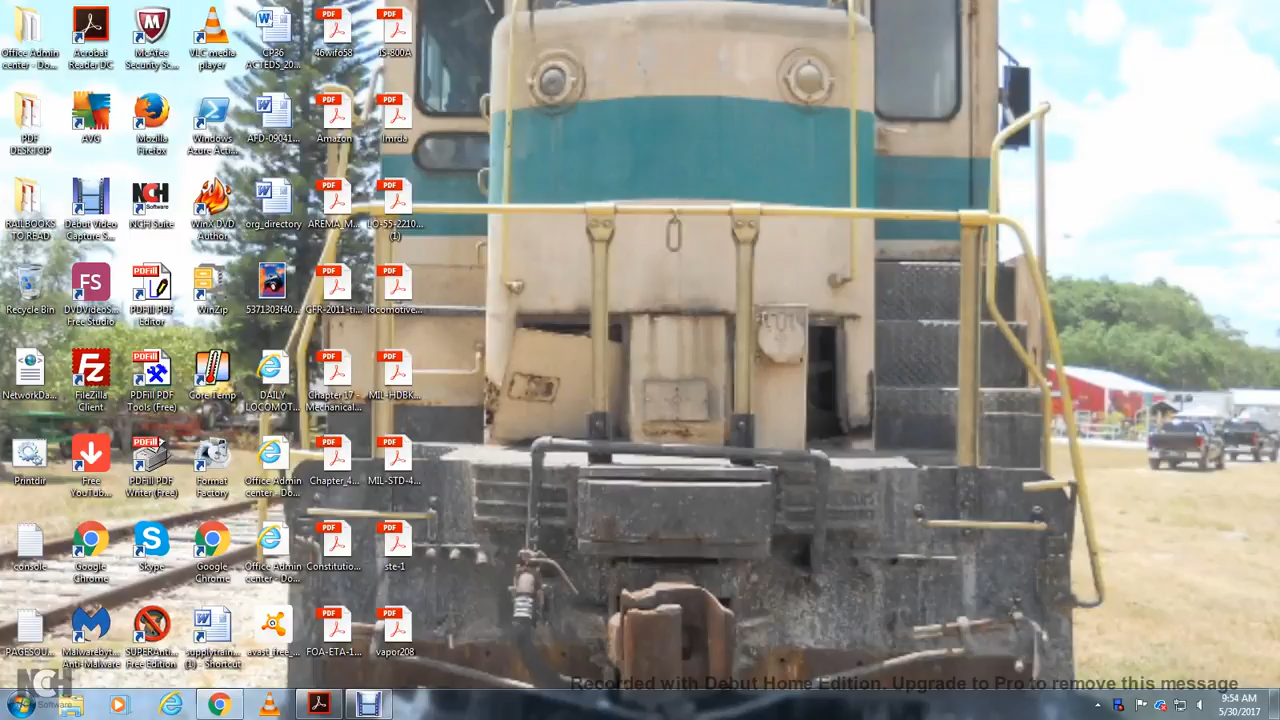 Office Admin
center - Do...
Acrobat
Reader DC
McAfee
Security Sc...
VLC media
player
CP36
ACTEDS_20...
46wifo58
IS-800A
PDF
DESKTOP
AVG
Mozilla
Firefox
Windows
Azure Acti...
AFD-09041...
Amazon
lmrda
RAILBOOKS
TO READ
Debut Video
Capture S...
NCH Suite
WinX DVD
Author
org_directory
AREMA_M...
LO-55-2210...
(1)
Recycle Bin
DVDVideoS...
Free Studio
PDFill PDF
Editor
WinZip
5371303f40...
CFR-2011-ti...
locomotive...
NetworkDa...
FileZilla
Client
PDFill PDF
Tools (Free)
Core Temp
DAILY
LOCOMOT...
Chapter 17 -
Mechanical...
MIL-HDBK...
Printdir
Free
YouTub...
PDFill PDF
Writer (Free)
Format
Factory
Office Admin
center - Do...
Chapter_4...
MIL-STD-4...
console
Google
Chrome
Skype
Google
Chrome
Office Admin
center - Do...
Constitutio...
ste-1
PAGESOU...
Malwareby...
Anti-Malware
SUPERAnti...
Free Edition
supplytrain...
(1) - Shortcut
avast_free_...
FOA-ETA-1...
vapor208
NCH
Software
Recorded with Debut Home Edition. Upgrade to Pro to remove this message
9:54 AM
5/30/2017